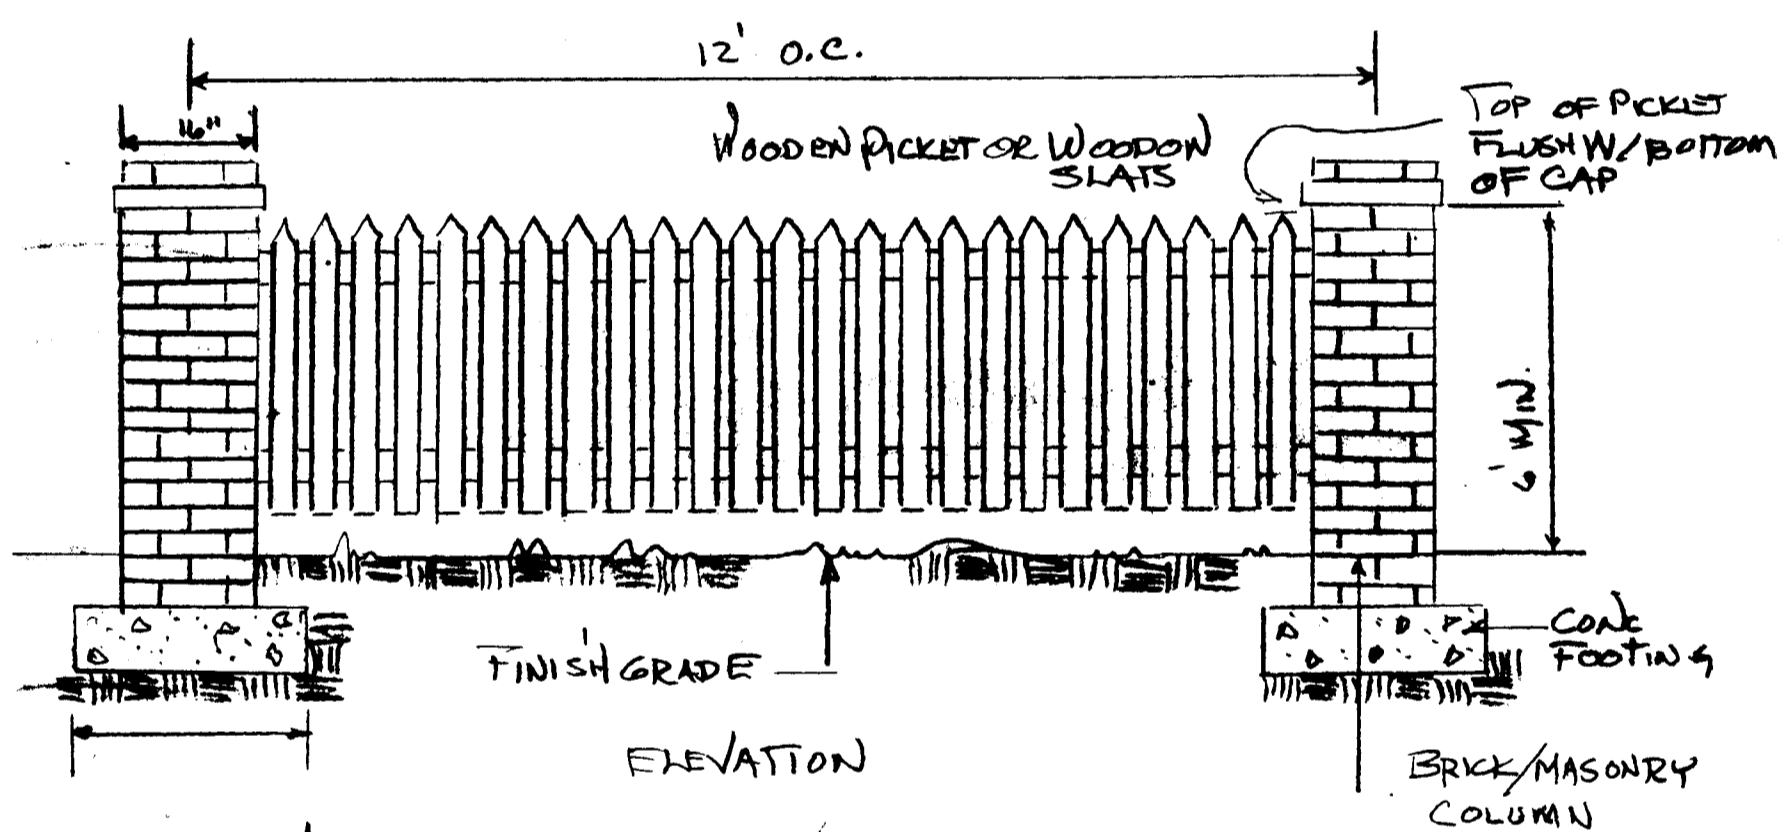 12' O.C.
16"
WOODEN PICKET OR WOODON
SLATS
TOP OF PICKET
FLUSH W/ BOTTOM
OF CAP
6' MIN.
FINISH GRADE
CONC
FOOTING
ELEVATION
BRICK/MASONRY
COLUMN